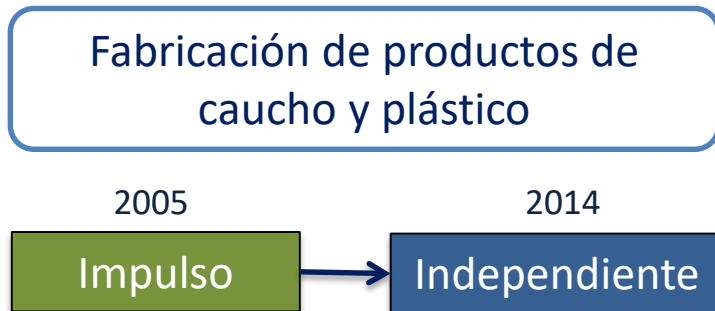 Fabricación de productos de
caucho y plástico
2005 2014
Impulso Independiente